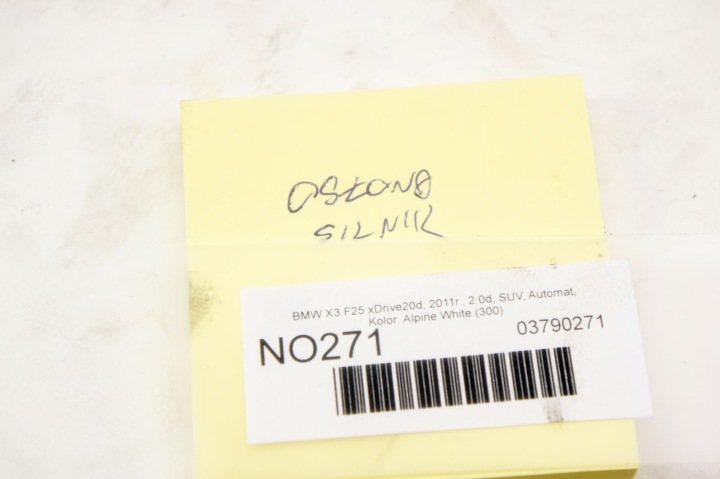 OSŁONA
SILNIK
BMW X3 F25 xDrive20d, 2011r., 2.0d, SUV, Automat,
Kolor: Alpine White (300)
NO271
03790271